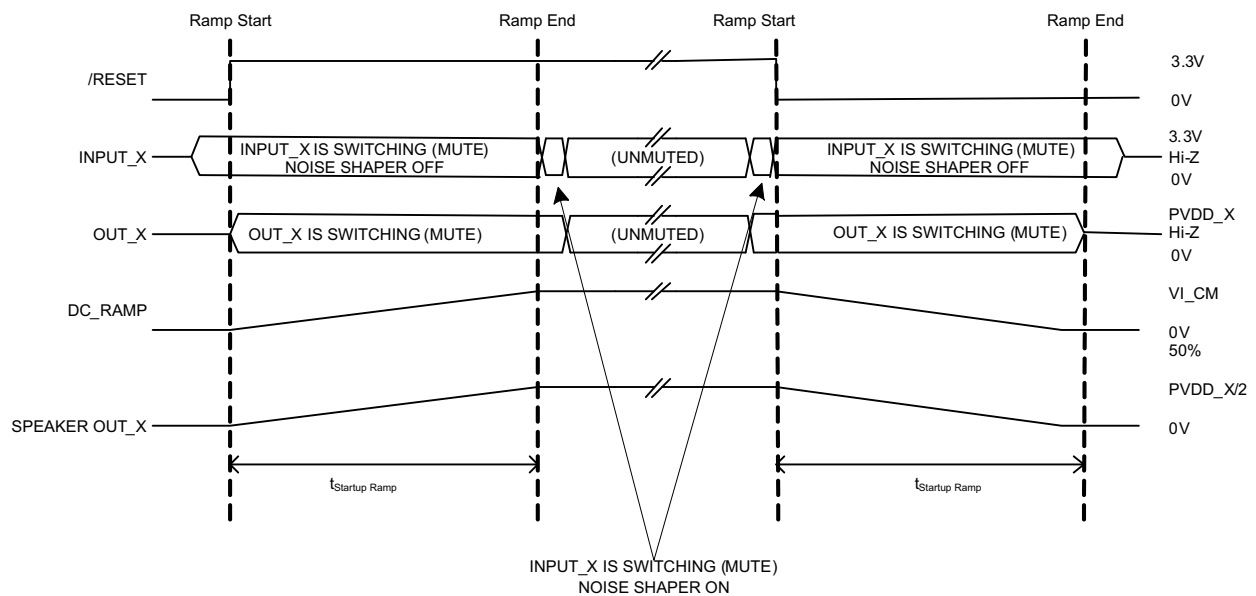 Ramp Start
Ramp End
Ramp Start
Ramp End
/RESET
3.3V
0V
INPUT_X
INPUT_X IS SWITCHING (MUTE)
NOISE SHAPER OFF
(UNMUTED)
INPUT_X IS SWITCHING (MUTE)
NOISE SHAPER OFF
3.3V
Hi-Z
0V
OUT_X
OUT_X IS SWITCHING (MUTE)
(UNMUTED)
OUT_X IS SWITCHING (MUTE)
PVDD_X
Hi-Z
0V
DC_RAMP
VI_CM
0V
50%
SPEAKER OUT_X
PVDD_X/2
0V
tStartup Ramp
tStartup Ramp
INPUT_X IS SWITCHING (MUTE)
NOISE SHAPER ON